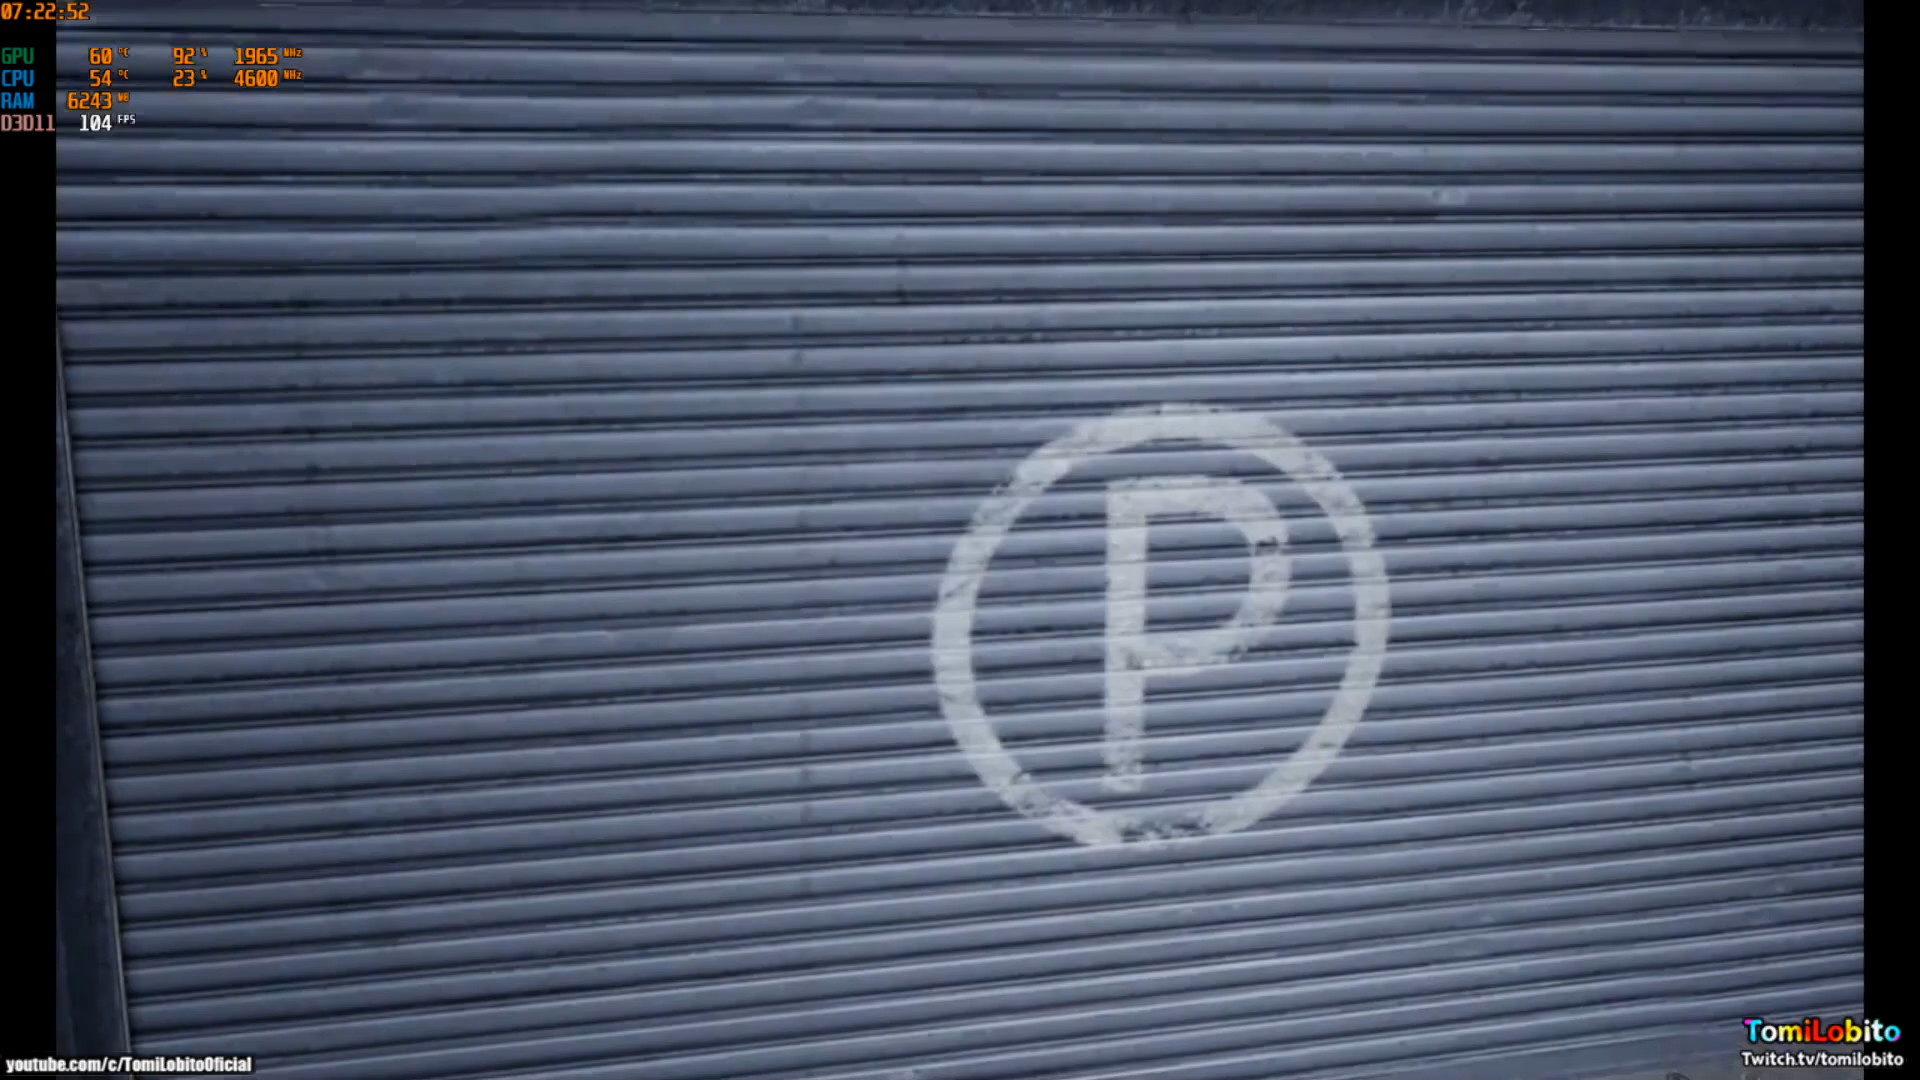 07:22:52
GPU 60 °C 92 % 1965 MHz
CPU 54 °C 23 % 4600 MHz
RAM 6243 MB
D3D11 104 FPS
P
TomiLobito
youtube.com/c/TomiLobitoOficial
Twitch.tv/tomilobito